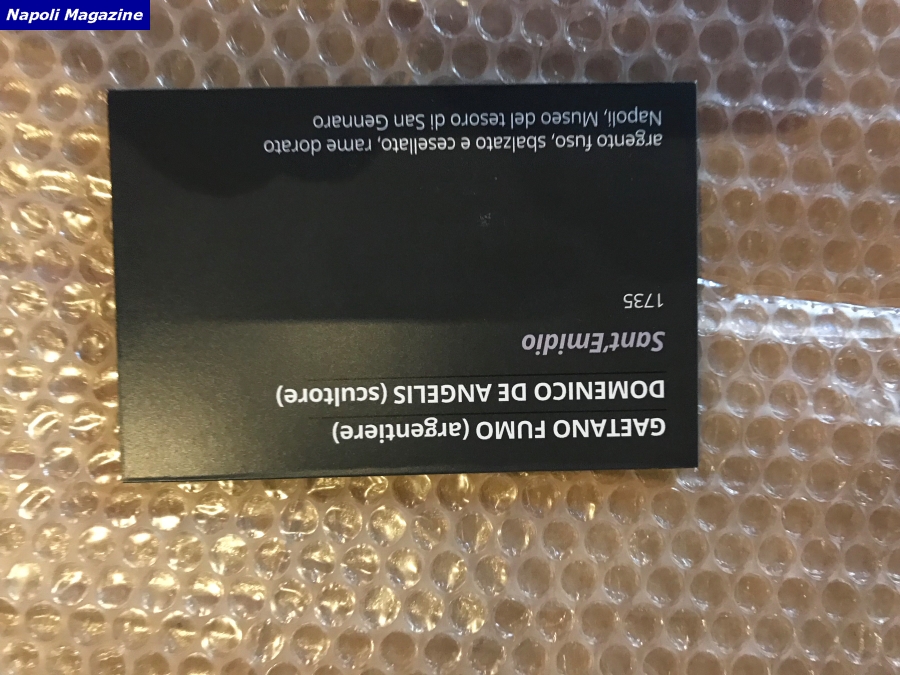 Napoli Magazine
GAETANO FUMO (argentiere)
DOMENICO DE ANGELIS (scultore)
Sant'Emidio
1735
argento fuso, sbalzato e cesellato, rame dorato
Napoli, Museo del tesoro di San Gennaro